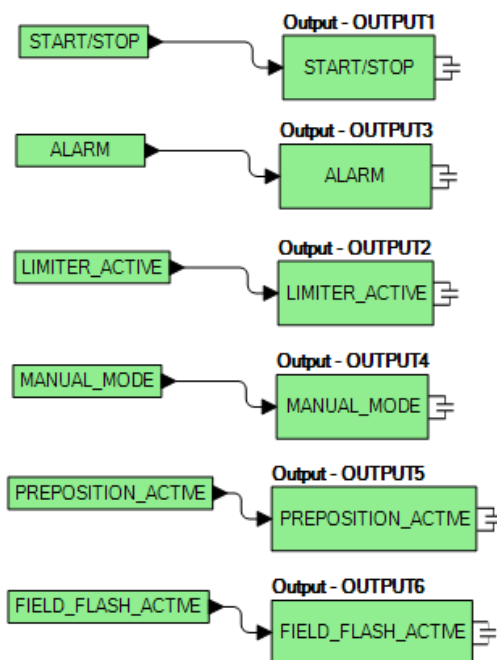 Output - OUTPUT1
START/STOP
START/STOP
Output - OUTPUT3
ALARM
ALARM
Output - OUTPUT2
LIMITER_ACTIVE
LIMITER_ACTIVE
Output - OUTPUT4
MANUAL_MODE
MANUAL_MODE
Output - OUTPUT5
PREPOSITION_ACTIVE
PREPOSITION_ACTIVE
Output - OUTPUT6
FIELD_FLASH_ACTIVE
FIELD_FLASH_ACTIVE